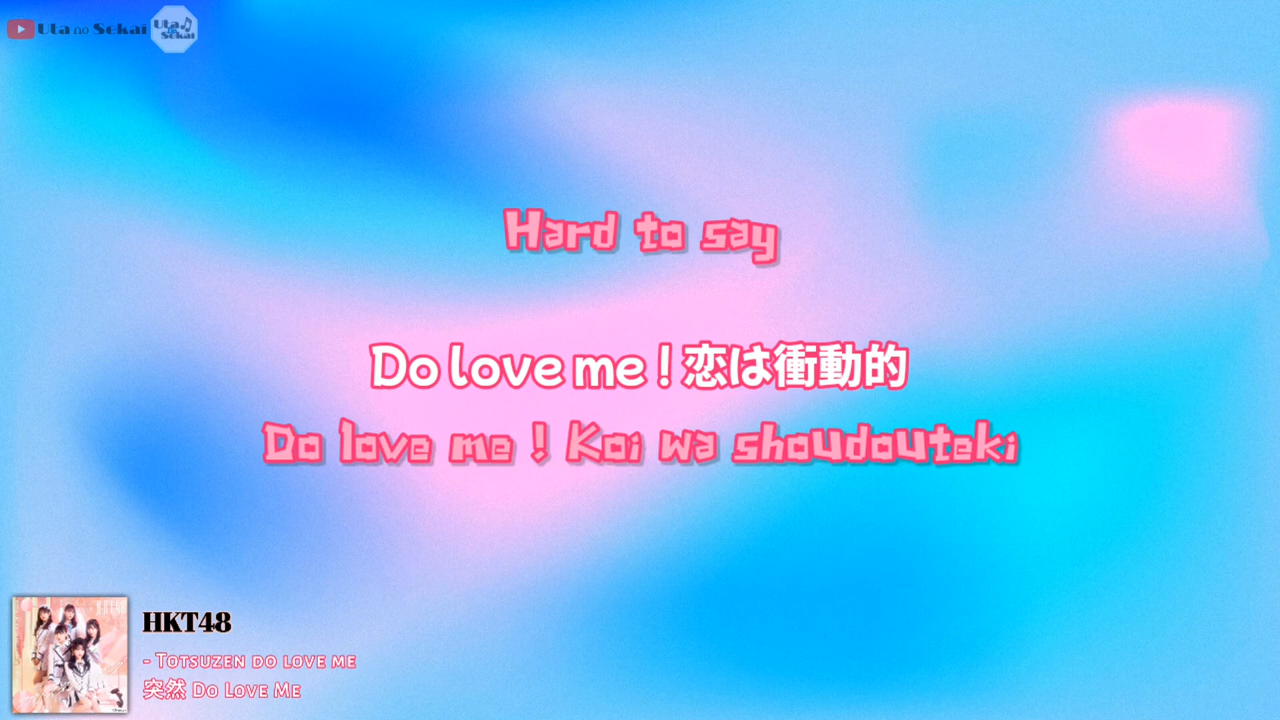 Uta no Sekai
Uta
no
Sekai
Hard to say
Do love me ! 恋は衝動的
Do love me ! Koi wa shoudouteki
HKT48
- Totsuzen do love me
突然 Do Love Me